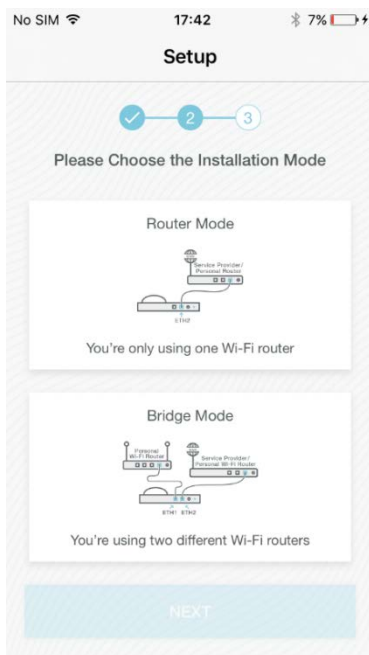 No SIM 17:42 7%
Setup
2 3
Please Choose the Installation Mode
Router Mode
Service Provider/
Personal Router
ETH2
You're only using one Wi-Fi router
Bridge Mode
Personal
Wi-Fi Router
Service Provider/
Personal Wi-Fi Router
ETH1 ETH2
You're using two different Wi-Fi routers
NEXT